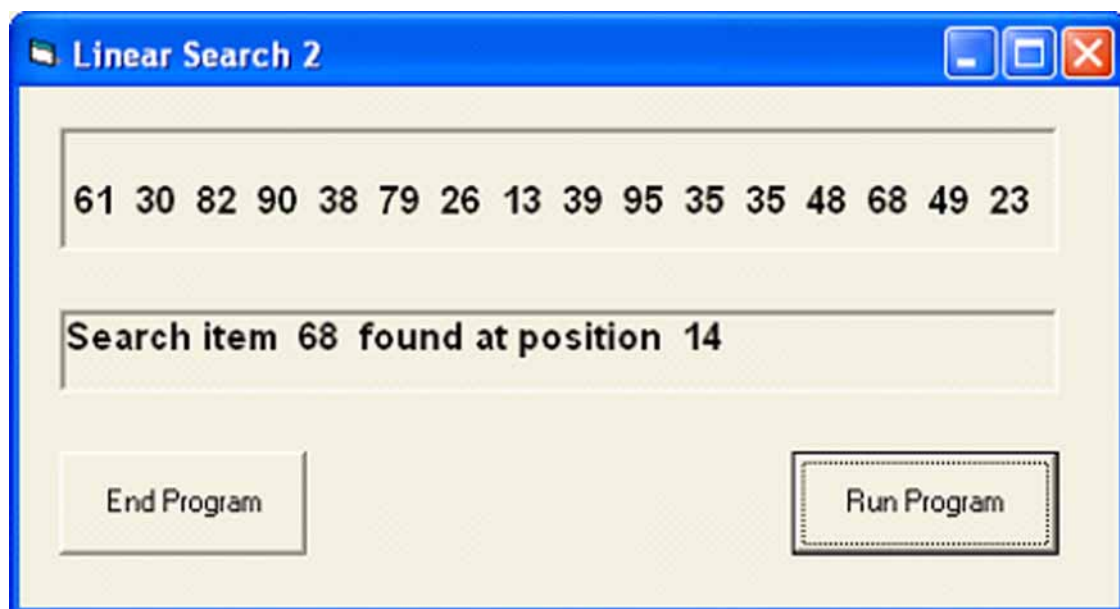 Linear Search 2
61 30 82 90 38 79 26 13 39 95 35 35 48 68 49 23
Search item 68 found at position 14
End Program
Run Program